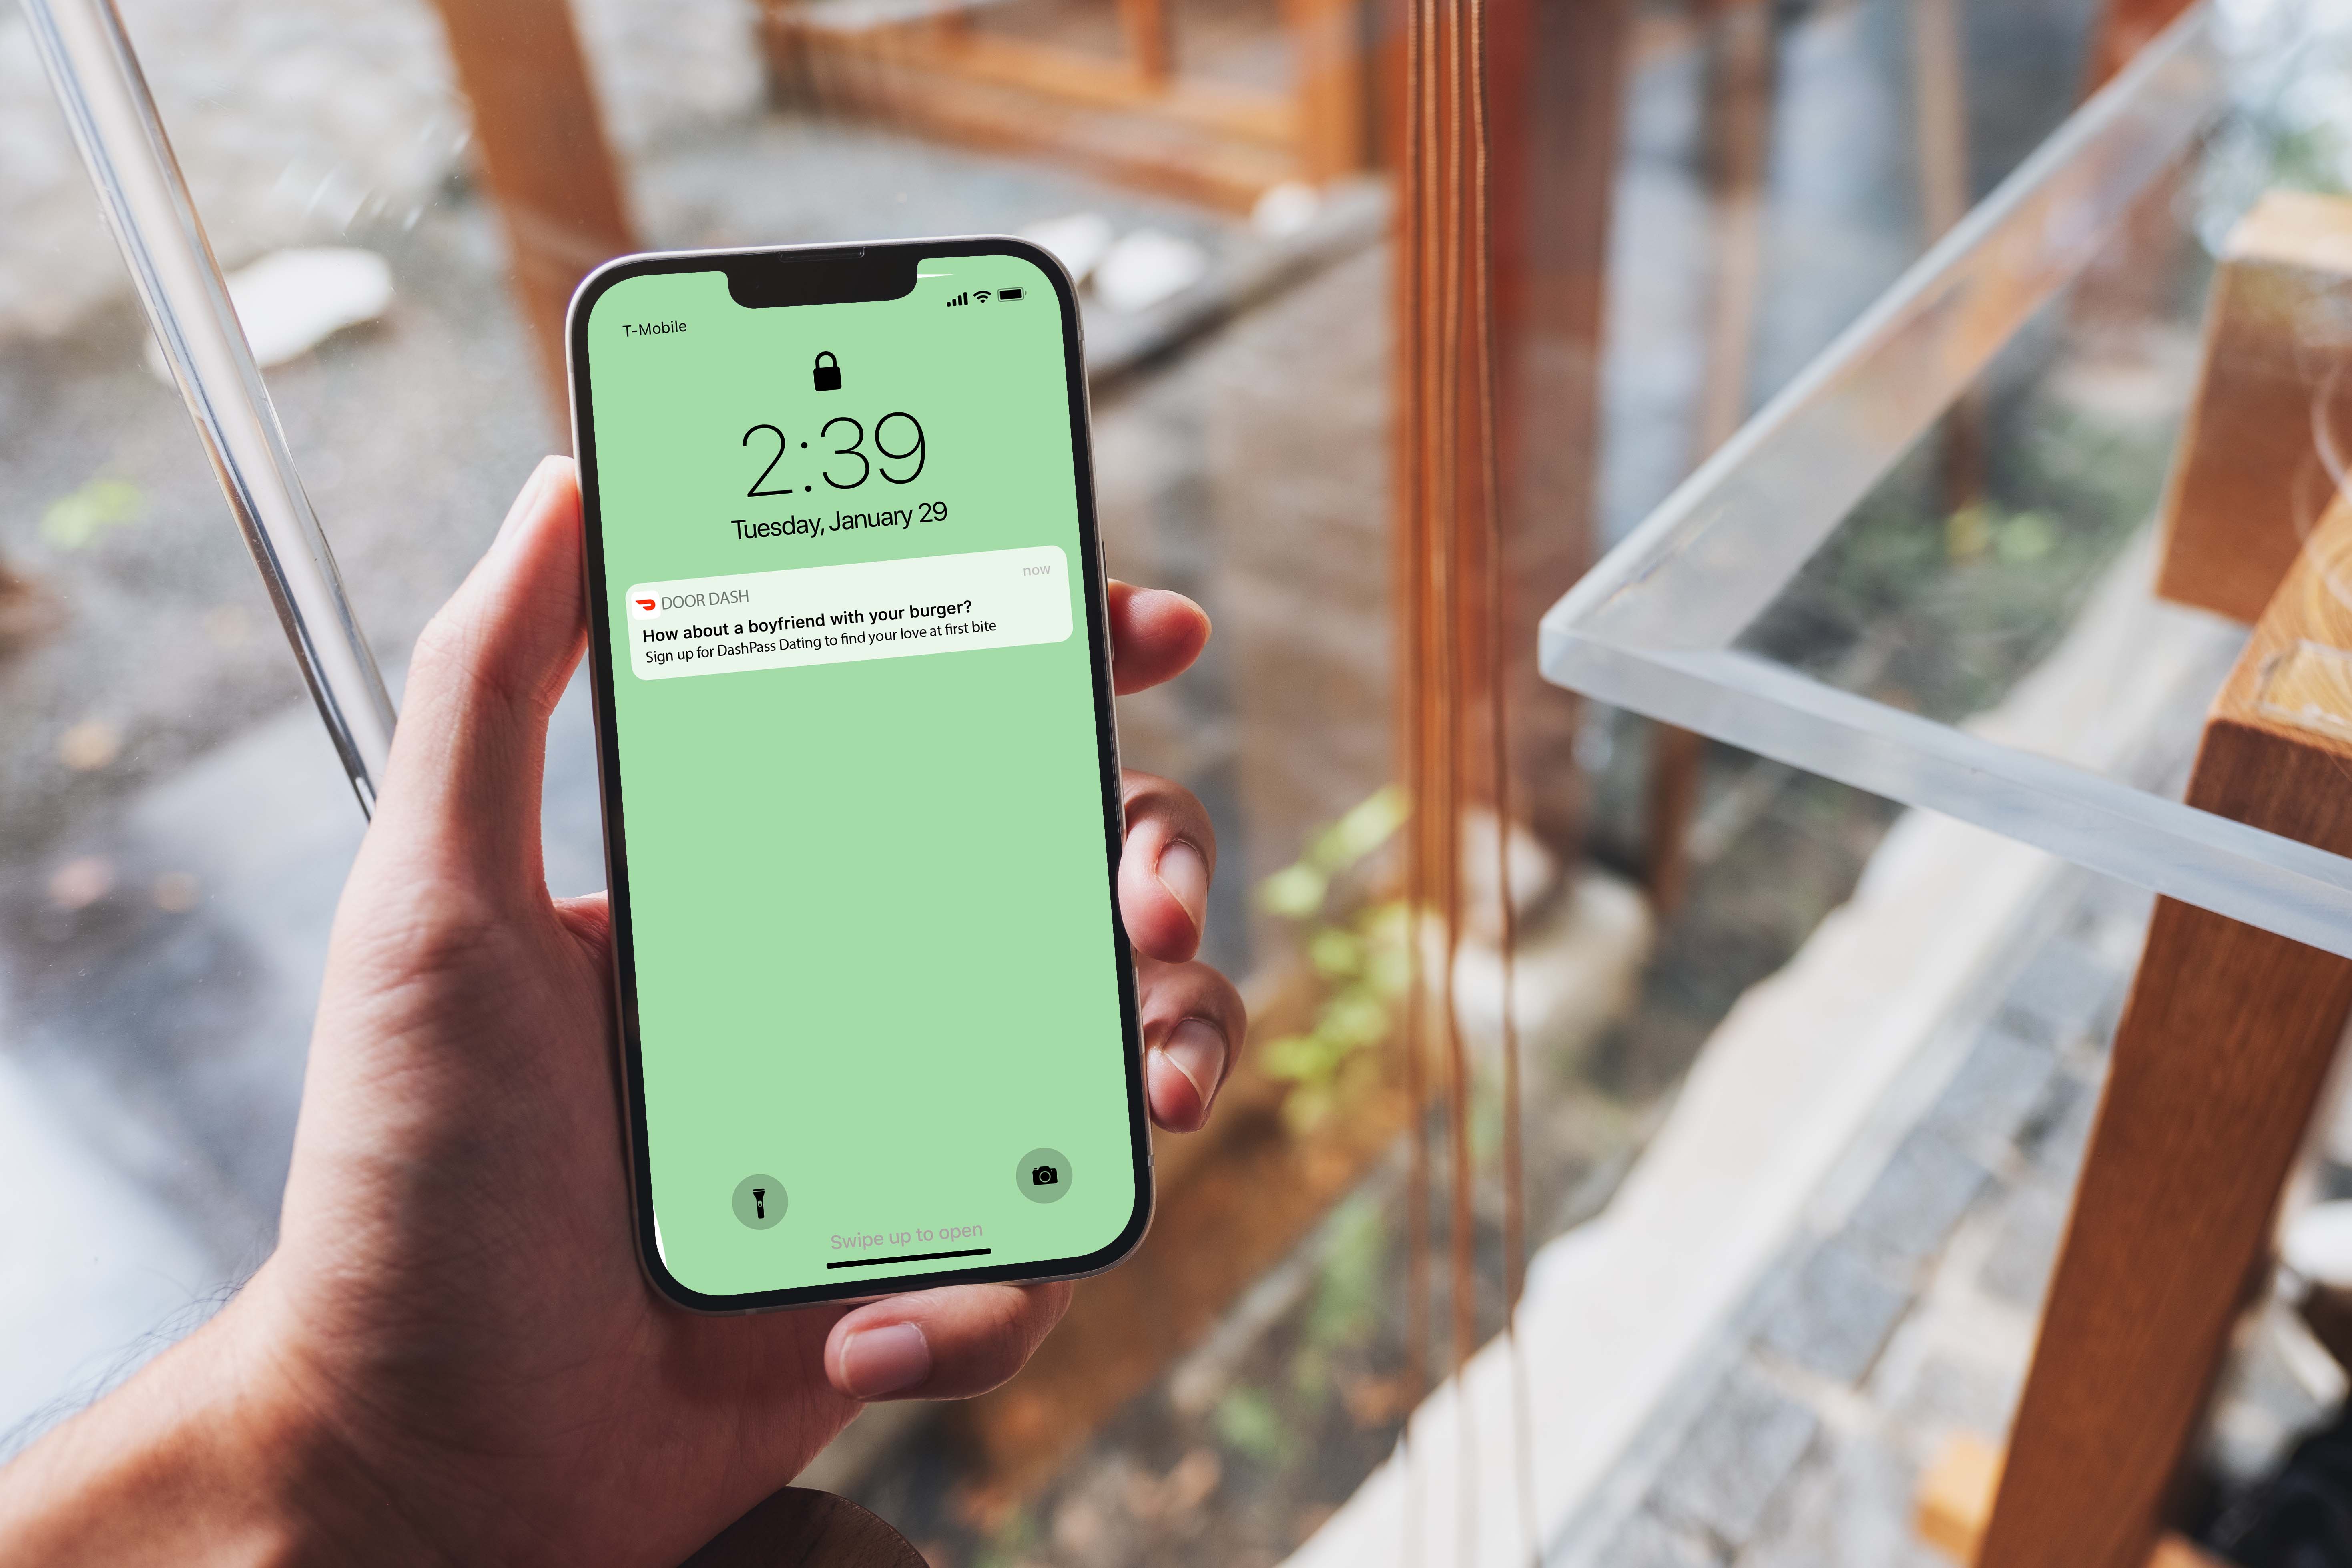 T-Mobile
2:39
Tuesday, January 29
DOOR DASH
now
How about a boyfriend with your burger?
Sign up for DashPass Dating to find your love at first bite
Swipe up to open